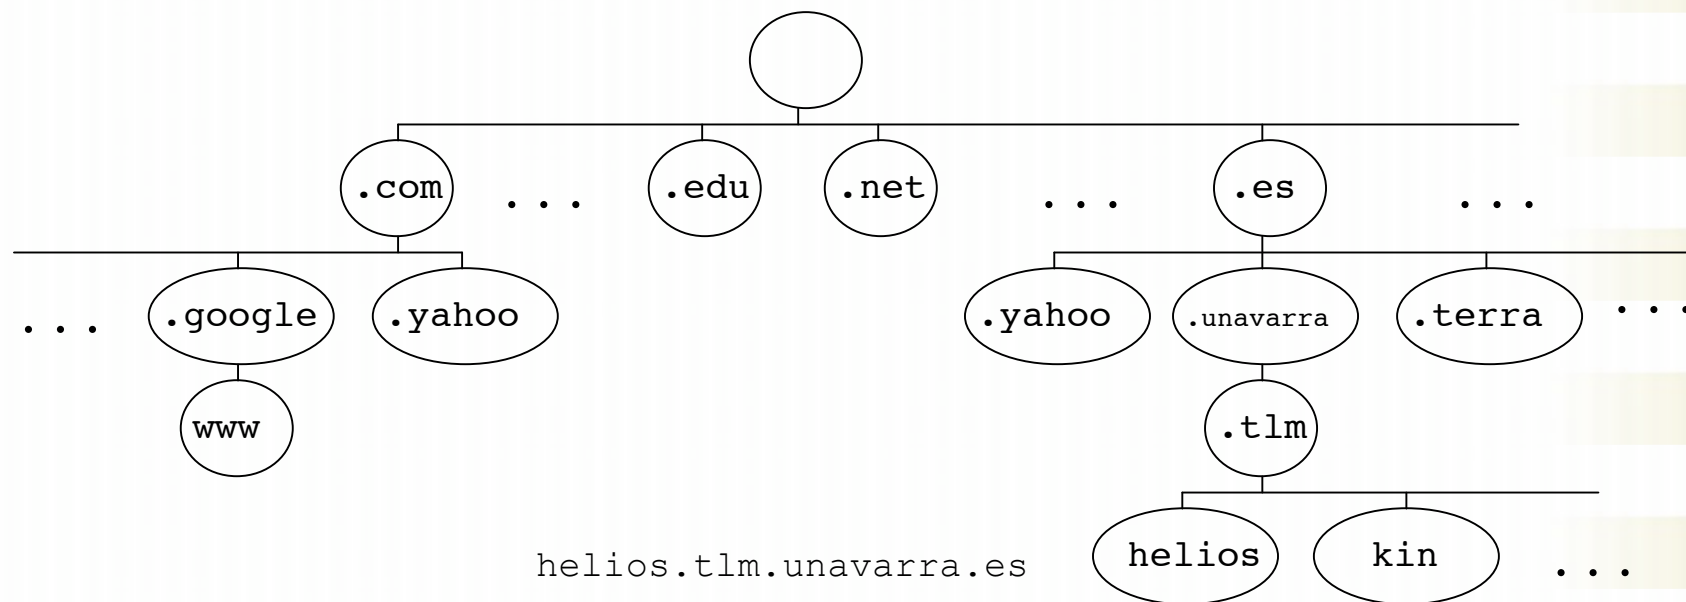 .com ... .edu .net ... .es ...
... .google .yahoo .yahoo .unavarra .terra ...
www .tlm
helios.tlm.unavarra.es helios kin ...